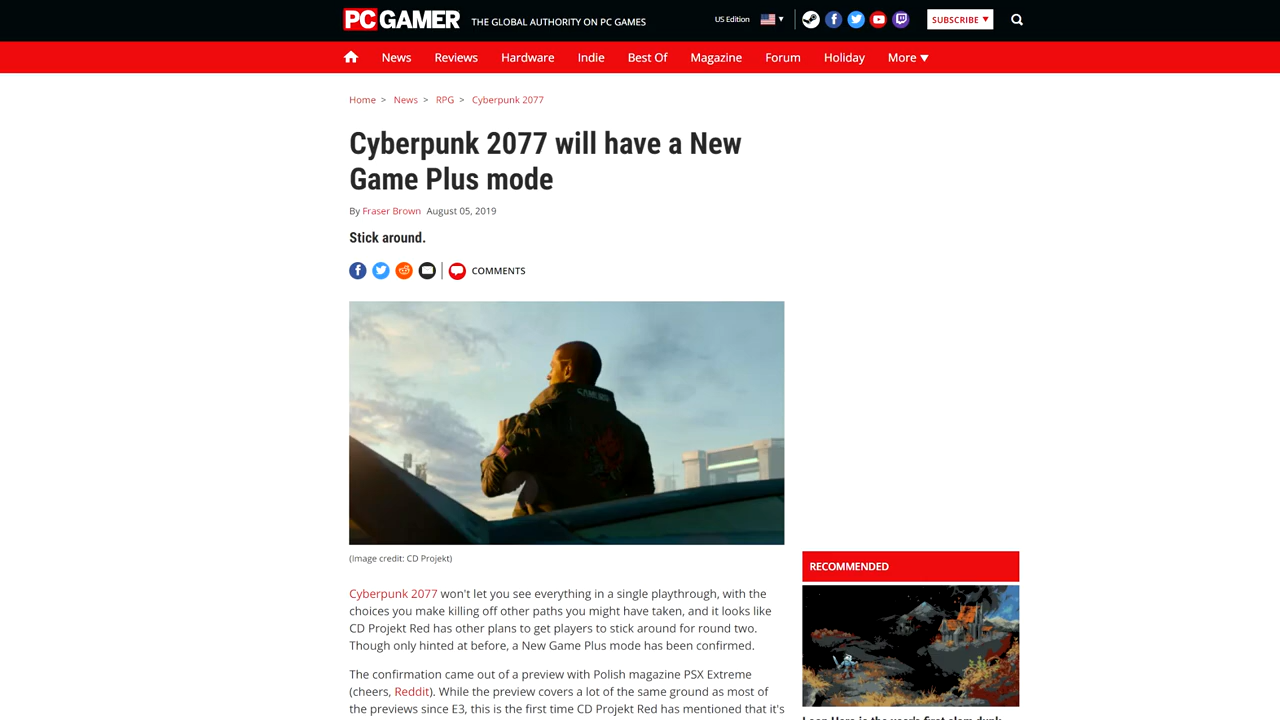 PC GAMER THE GLOBAL AUTHORITY ON PC GAMES US Edition SUBSCRIBE
News Reviews Hardware Indie Best Of Magazine Forum Holiday More
Home > News > RPG > Cyberpunk 2077
Cyberpunk 2077 will have a New
Game Plus mode
By Fraser Brown August 05, 2019
Stick around.
COMMENTS
(Image credit: CD Projekt)
Cyberpunk 2077 won't let you see everything in a single playthrough, with the
choices you make killing off other paths you might have taken, and it looks like
CD Projekt Red has other plans to get players to stick around for round two.
Though only hinted at before, a New Game Plus mode has been confirmed.
The confirmation came out of a preview with Polish magazine PSX Extreme
(cheers, Reddit). While the preview covers a lot of the same ground as most of
the previews since E3, this is the first time CD Projekt Red has mentioned that it's
RECOMMENDED